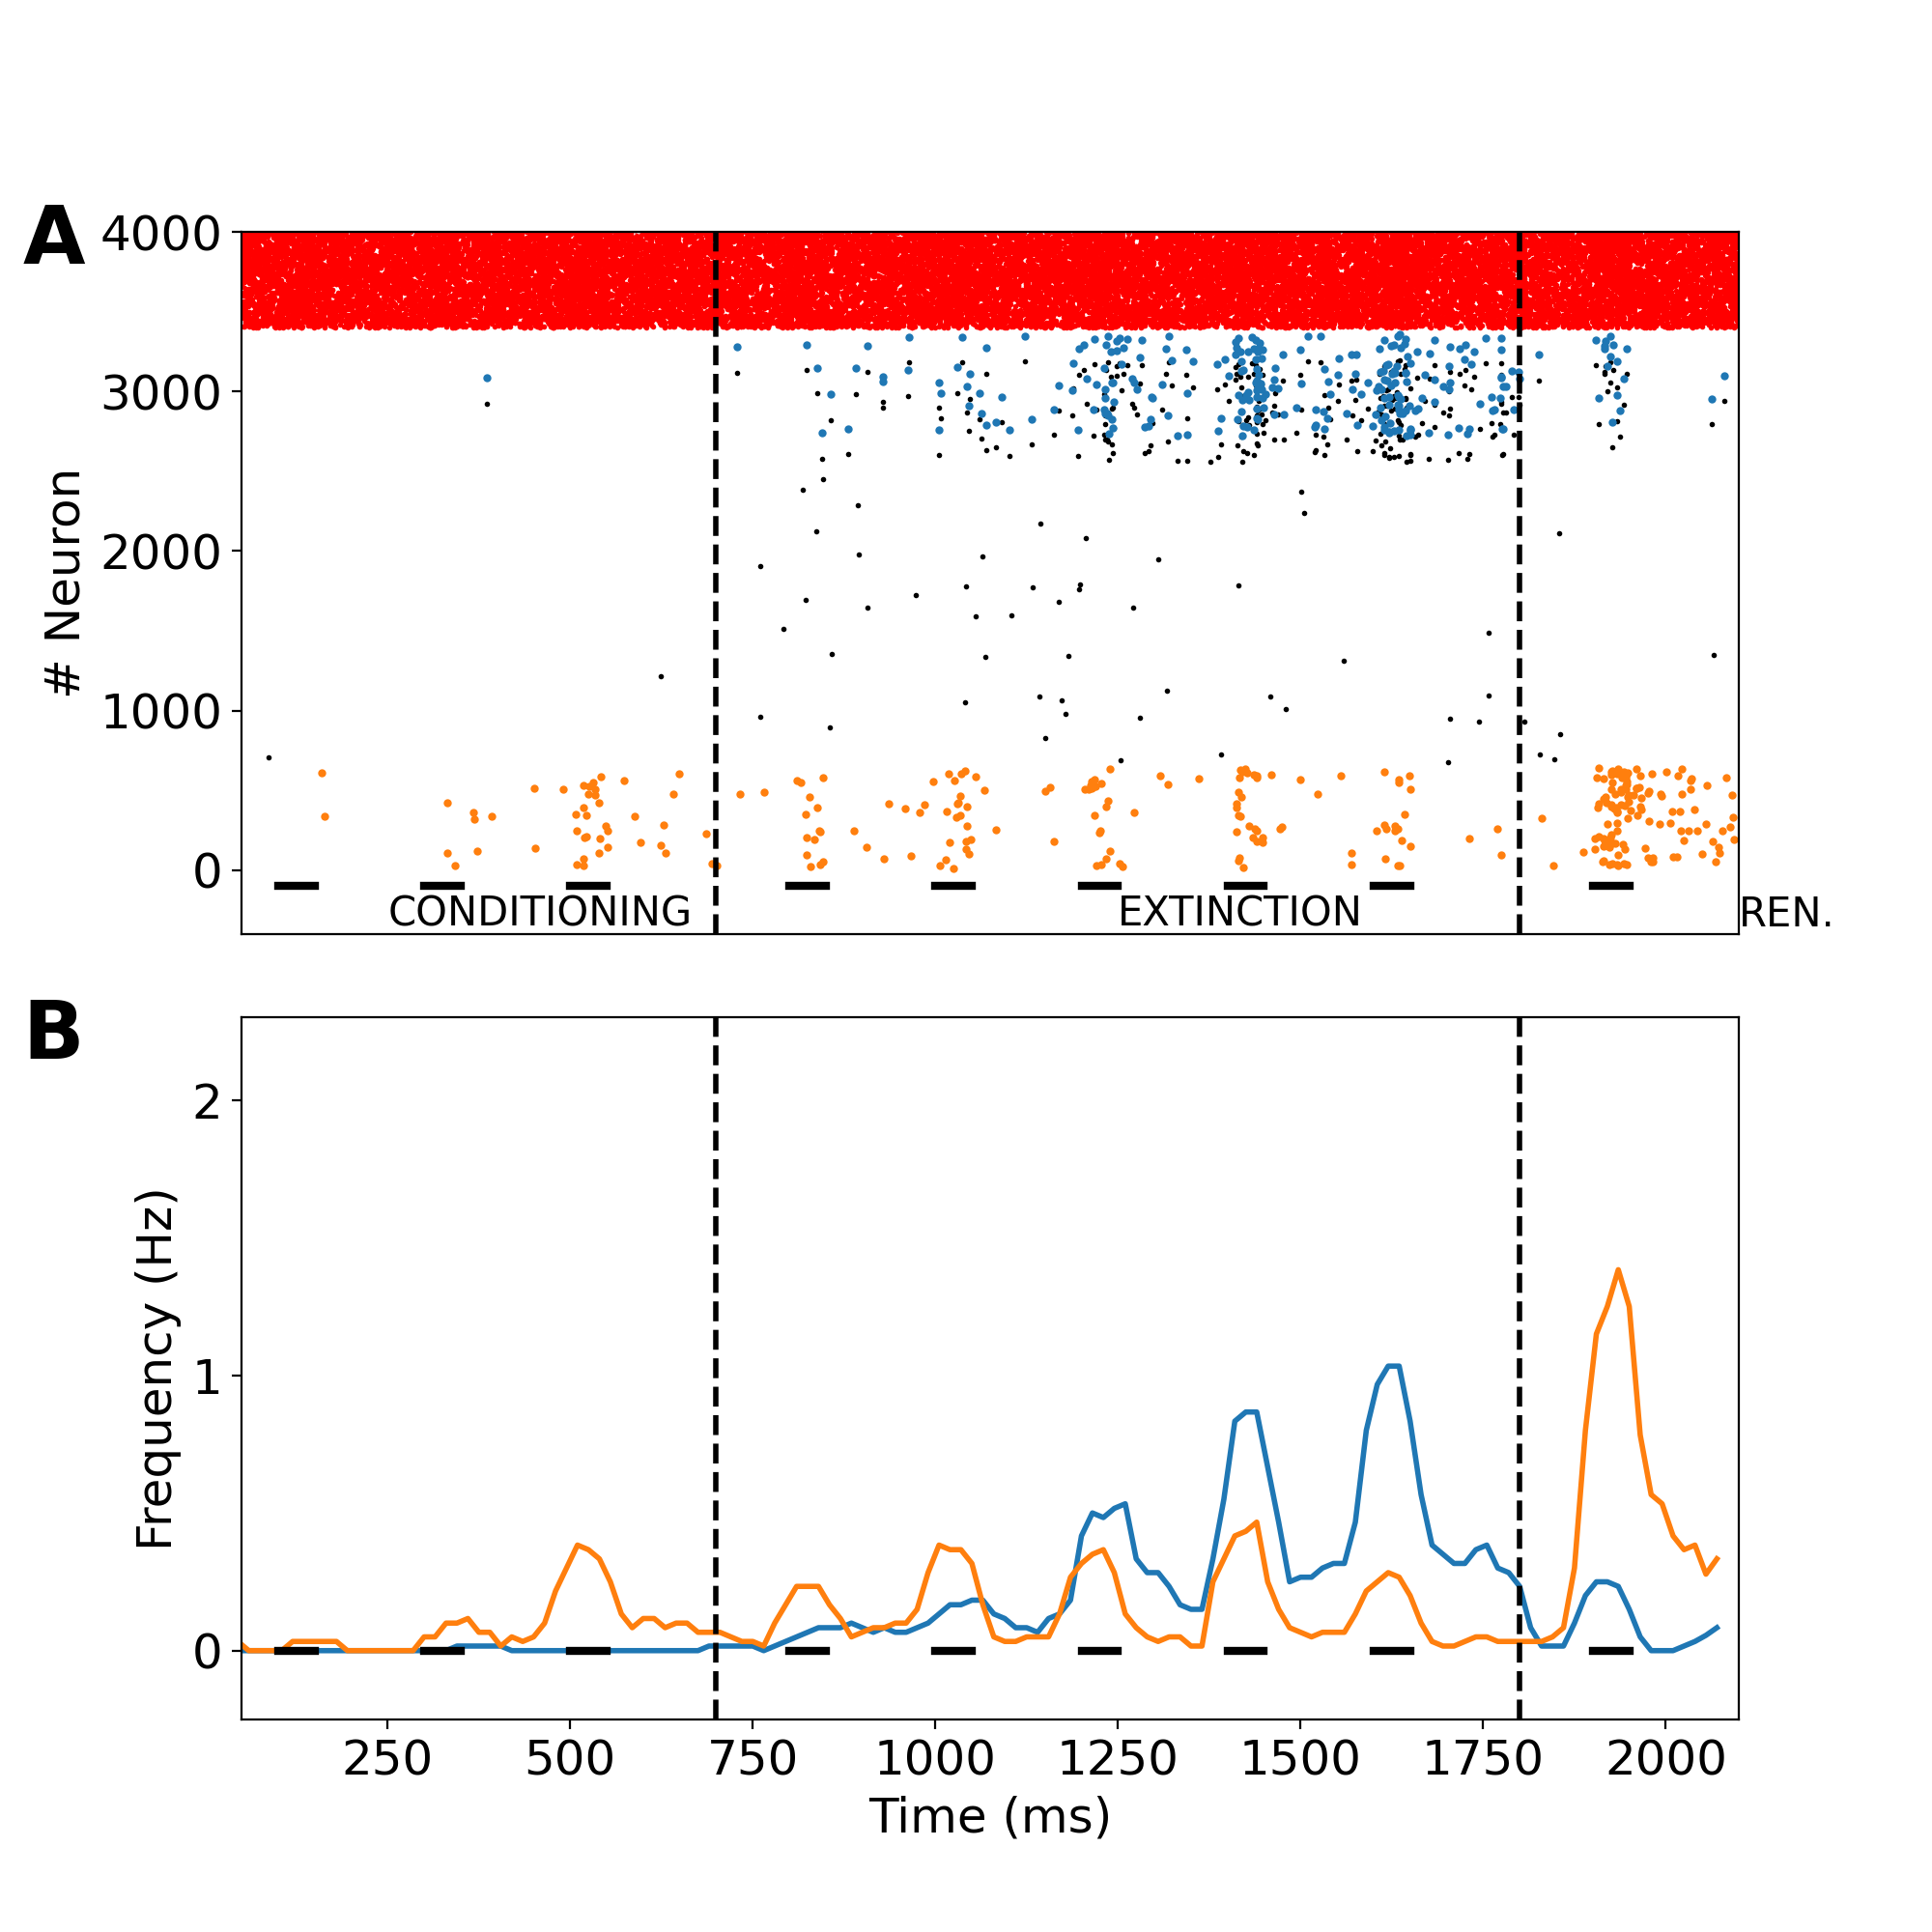 A
4000
3000
2000
1000
0
# Neuron
CONDITIONING
EXTINCTION
REN.
B
2
1
0
Frequency (Hz)
250 500 750 1000 1250 1500 1750 2000
Time (ms)